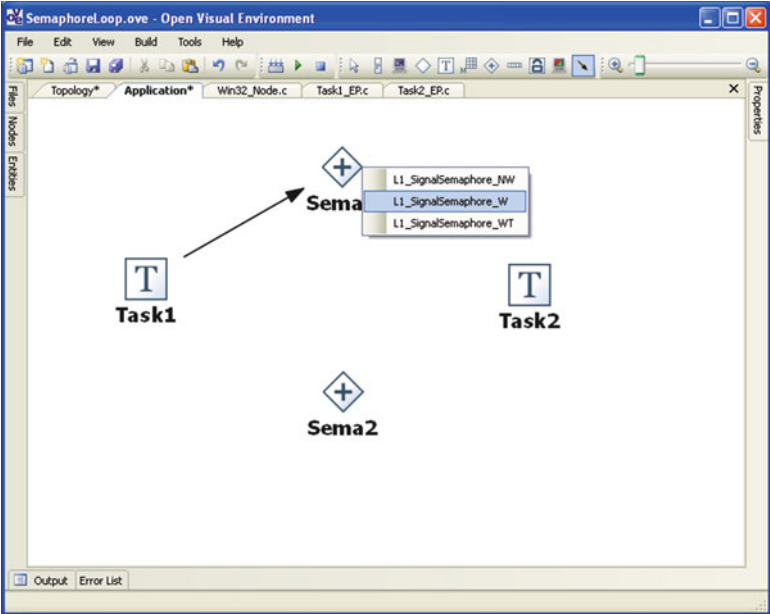 SemaphoreLoop.ove - Open Visual Environment
File Edit View Build Tools Help
Topology* Application* Win32_Node.c Task1_EP.c Task2_EP.c
Files
Nodes
Entities
Properties
L1_SignalSemaphore_NW
L1_SignalSemaphore_W
L1_SignalSemaphore_WT
Sema
T
Task1
T
Task2
Sema2
Output Error List